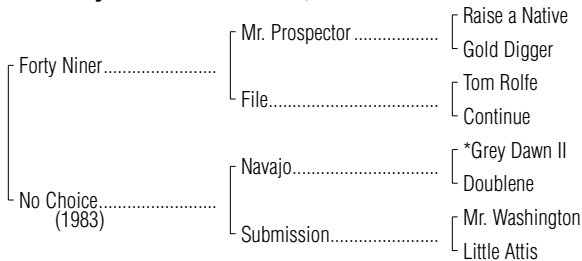 Raise a Native
Mr. Prospector ..................
Gold Digger
Forty Niner........................
Tom Rolfe
File....................................
Continue
*Grey Dawn II
Navajo...............................
Doublene
No Choice.........................
(1983)
Mr. Washington
Submission.......................
Little Attis